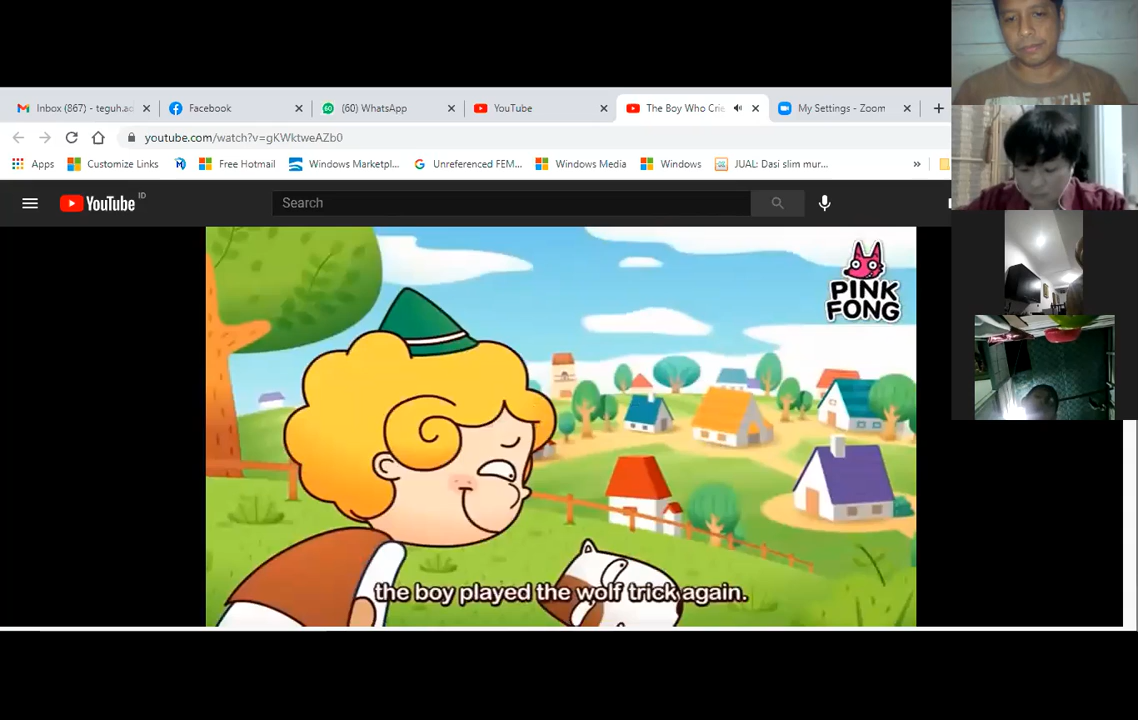 Inbox (867) - teguh.ac
Facebook
(60) WhatsApp
YouTube
The Boy Who Crie
My Settings - Zoom
youtube.com/watch?v=gKWktweAZb0
Apps
Customize Links
Free Hotmail
Windows Marketpl...
Unreferenced FEM...
Windows Media
Windows
JUAL: Dasi slim mur...
»
YouTube ID
Search
PINK
FONG
the boy played the wolf trick again.